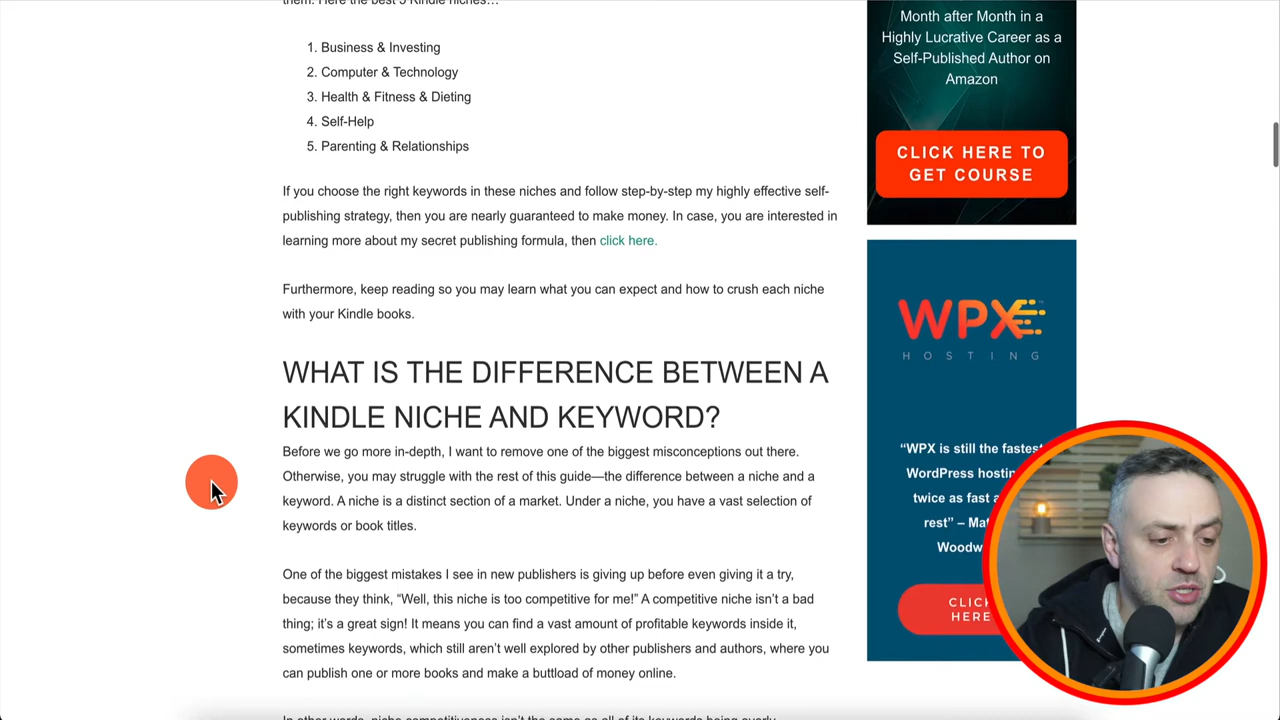 Month after Month in a
Highly Lucrative Career as a
Self-Published Author on
Amazon
CLICK HERE TO
GET COURSE
1. Business & Investing
2. Computer & Technology
3. Health & Fitness & Dieting
4. Self-Help
5. Parenting & Relationships
If you choose the right keywords in these niches and follow step-by-step my highly effective self-
publishing strategy, then you are nearly guaranteed to make money. In case, you are interested in
learning more about my secret publishing formula, then click here.
Furthermore, keep reading so you may learn what you can expect and how to crush each niche
with your Kindle books.
WHAT IS THE DIFFERENCE BETWEEN A
KINDLE NICHE AND KEYWORD?
Before we go more in-depth, I want to remove one of the biggest misconceptions out there.
Otherwise, you may struggle with the rest of this guide—the difference between a niche and a
keyword. A niche is a distinct section of a market. Under a niche, you have a vast selection of
keywords or book titles.
One of the biggest mistakes I see in new publishers is giving up before even giving it a try,
because they think, “Well, this niche is too competitive for me!” A competitive niche isn’t a bad
thing; it’s a great sign! It means you can find a vast amount of profitable keywords inside it,
sometimes keywords, which still aren’t well explored by other publishers and authors, where you
can publish one or more books and make a buttload of money online.
WPX
HOSTING
“WPX is still the fastest
WordPress
twice as fast
rest” –
CLICK
HERE